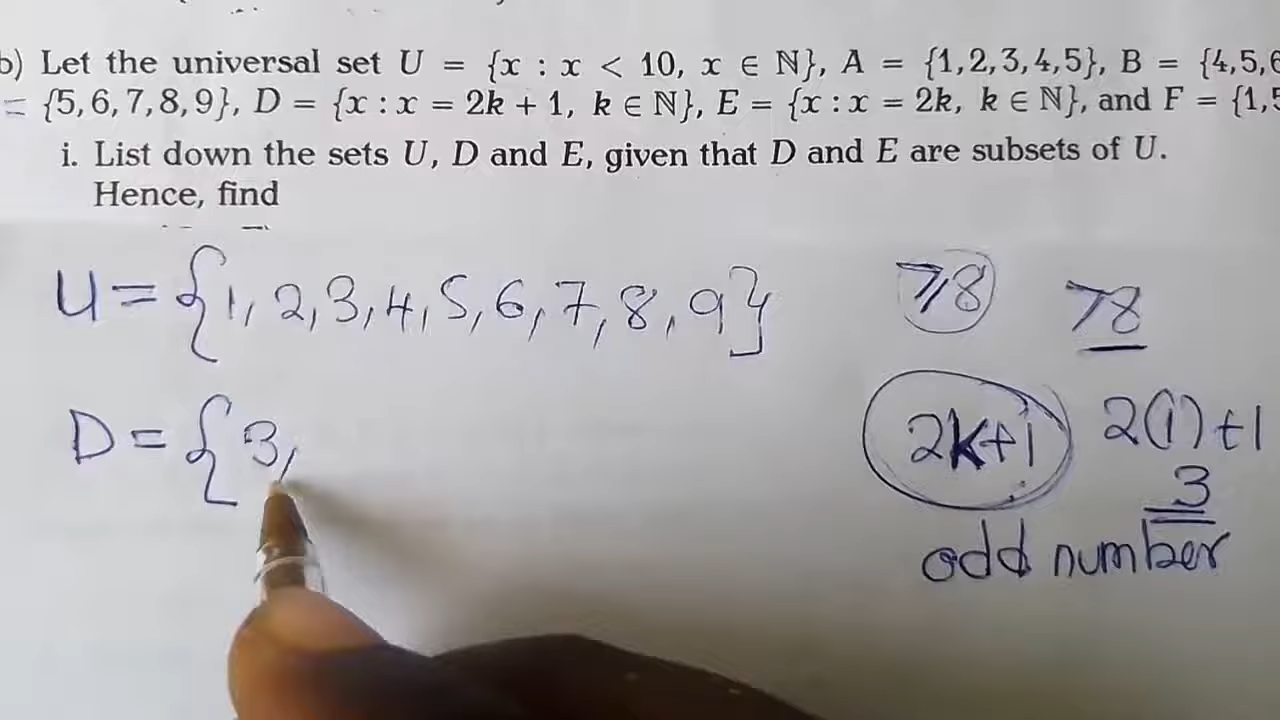 b) Let the universal set U = {x : x < 10, x ∈ ℕ}, A = {1,2,3,4,5}, B = {4,5,6
= {5,6,7,8,9}, D = {x : x = 2k + 1, k ∈ ℕ}, E = {x : x = 2k, k ∈ ℕ}, and F = {1,5
i. List down the sets U, D and E, given that D and E are subsets of U.
Hence, find
U = {1, 2, 3, 4, 5, 6, 7, 8, 9}
⩾8
>8
D = {3,
2k+1
2(1)+1
3
odd number